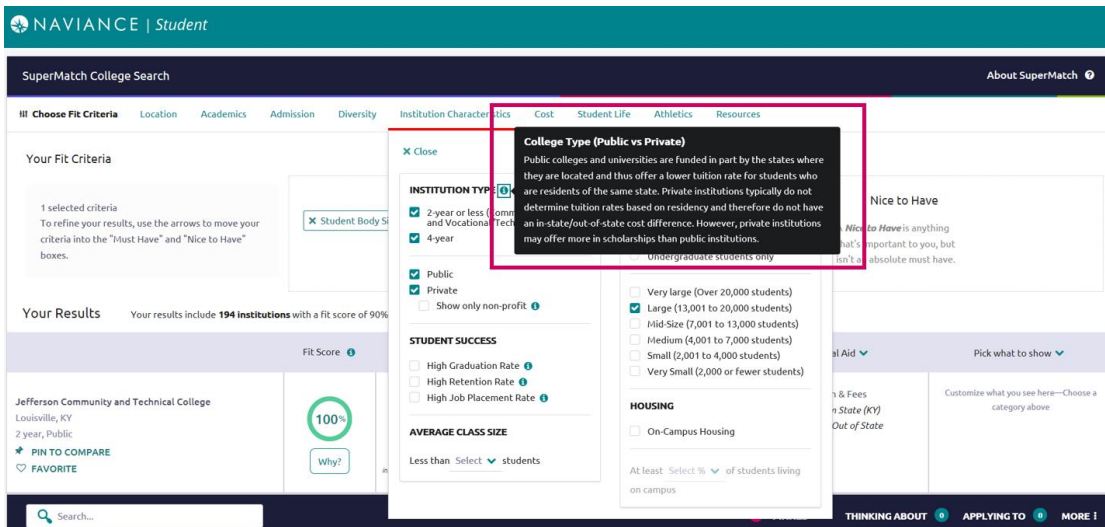 NAVIANCE | Student
SuperMatch College Search
About SuperMatch
Choose Fit Criteria
Location
Academics
Admission
Diversity
Institution Characteristics
Cost
Student Life
Athletics
Resources
Your Fit Criteria
1 selected criteria
To refine your results, use the arrows to move your
criteria into the "Must Have" and "Nice to Have"
boxes.
Student Body Si
Close
INSTITUTION TYPE
2-year or less (Comm
and Vocational/Tech
4-year
Public
Private
Show only non-profit
STUDENT SUCCESS
High Graduation Rate
High Retention Rate
High Job Placement Rate
AVERAGE CLASS SIZE
Less than Select students
College Type (Public vs Private)
Public colleges and universities are funded in part by the states where
they are located and thus offer a lower tuition rate for students who
are residents of the same state. Private institutions typically do not
determine tuition rates based on residency and therefore do not have
an in-state/out-of-state cost difference. However, private institutions
may offer more in scholarships than public institutions.
Undergraduate students only
Very large (Over 20,000 students)
Large (13,001 to 20,000 students)
Mid-Size (7,001 to 13,000 students)
Medium (4,001 to 7,000 students)
Small (2,001 to 4,000 students)
Very Small (2,000 or fewer students)
HOUSING
On-Campus Housing
At least Select % of students living
on campus
Nice to Have
Nice to Have is anything
hat's important to you, but
isn't an absolute must have.
Your Results
Your results include 194 institutions with a fit score of 90%
Fit Score
al Aid
Pick what to show
Jefferson Community and Technical College
Louisville, KY
2 year, Public
PIN TO COMPARE
FAVORITE
100%
Why?
in
& Fees
n State (KY)
Out of State
Customize what you see here—Choose a
category above
Search...
THINKING ABOUT 0
APPLYING TO 0
MORE